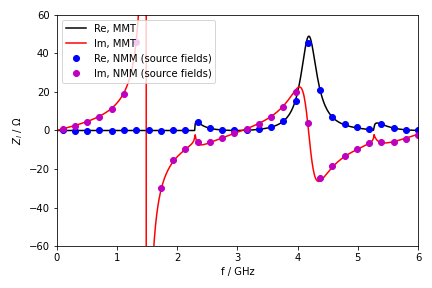 60
40
20
0
−20
−40
−60
Z_i / Ω
Re, MMT
Im, MMT
Re, NMM (source fields)
Im, NMM (source fields)
0 1 2 3 4 5 6
f / GHz